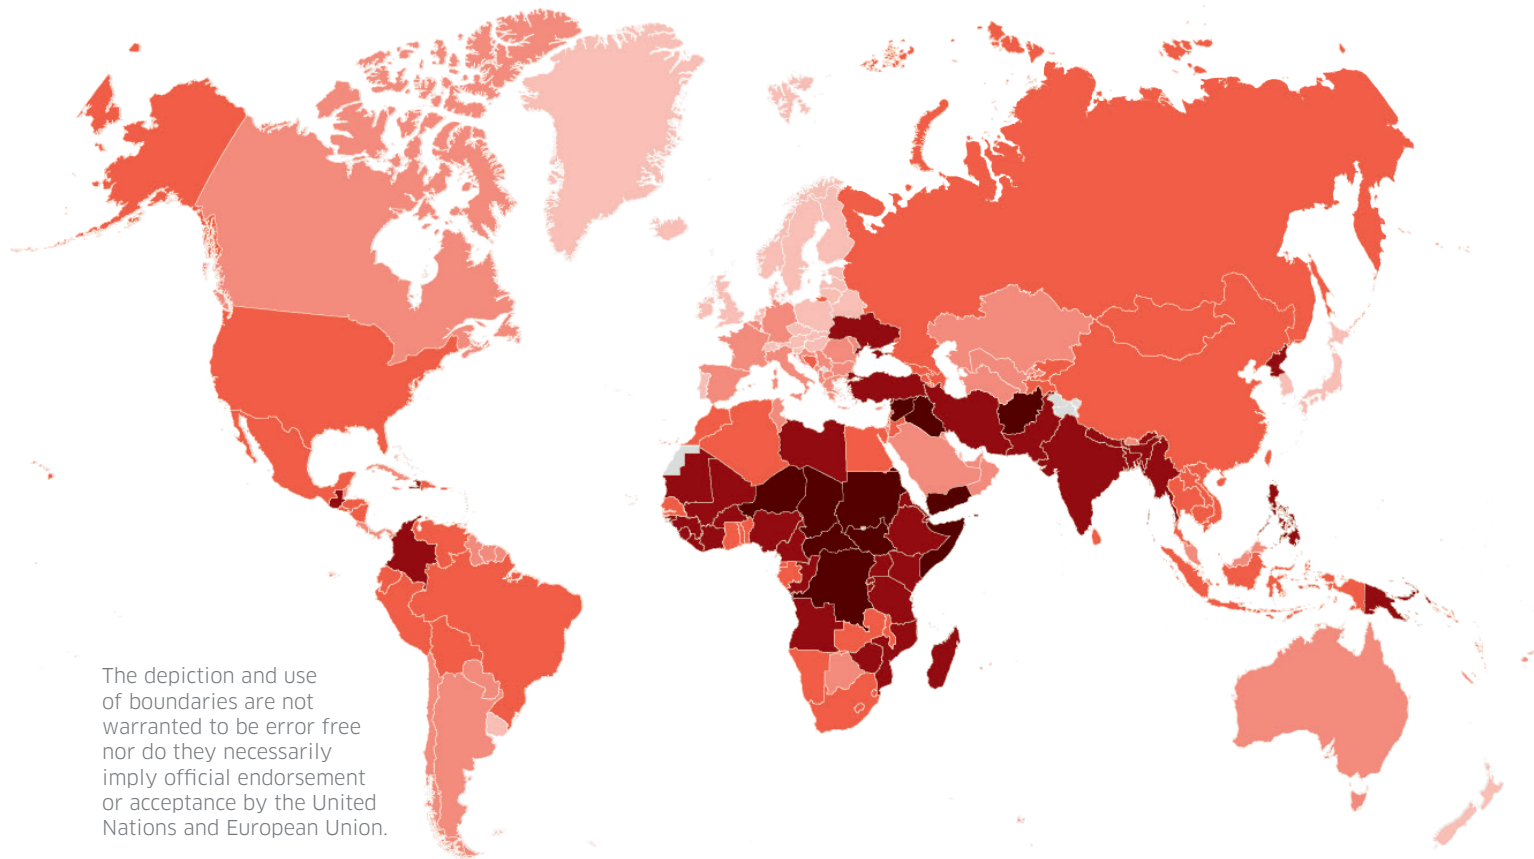 The depiction and use
of boundaries are not
warranted to be error free
nor do they necessarily
imply official endorsement
or acceptance by the United
Nations and European Union.